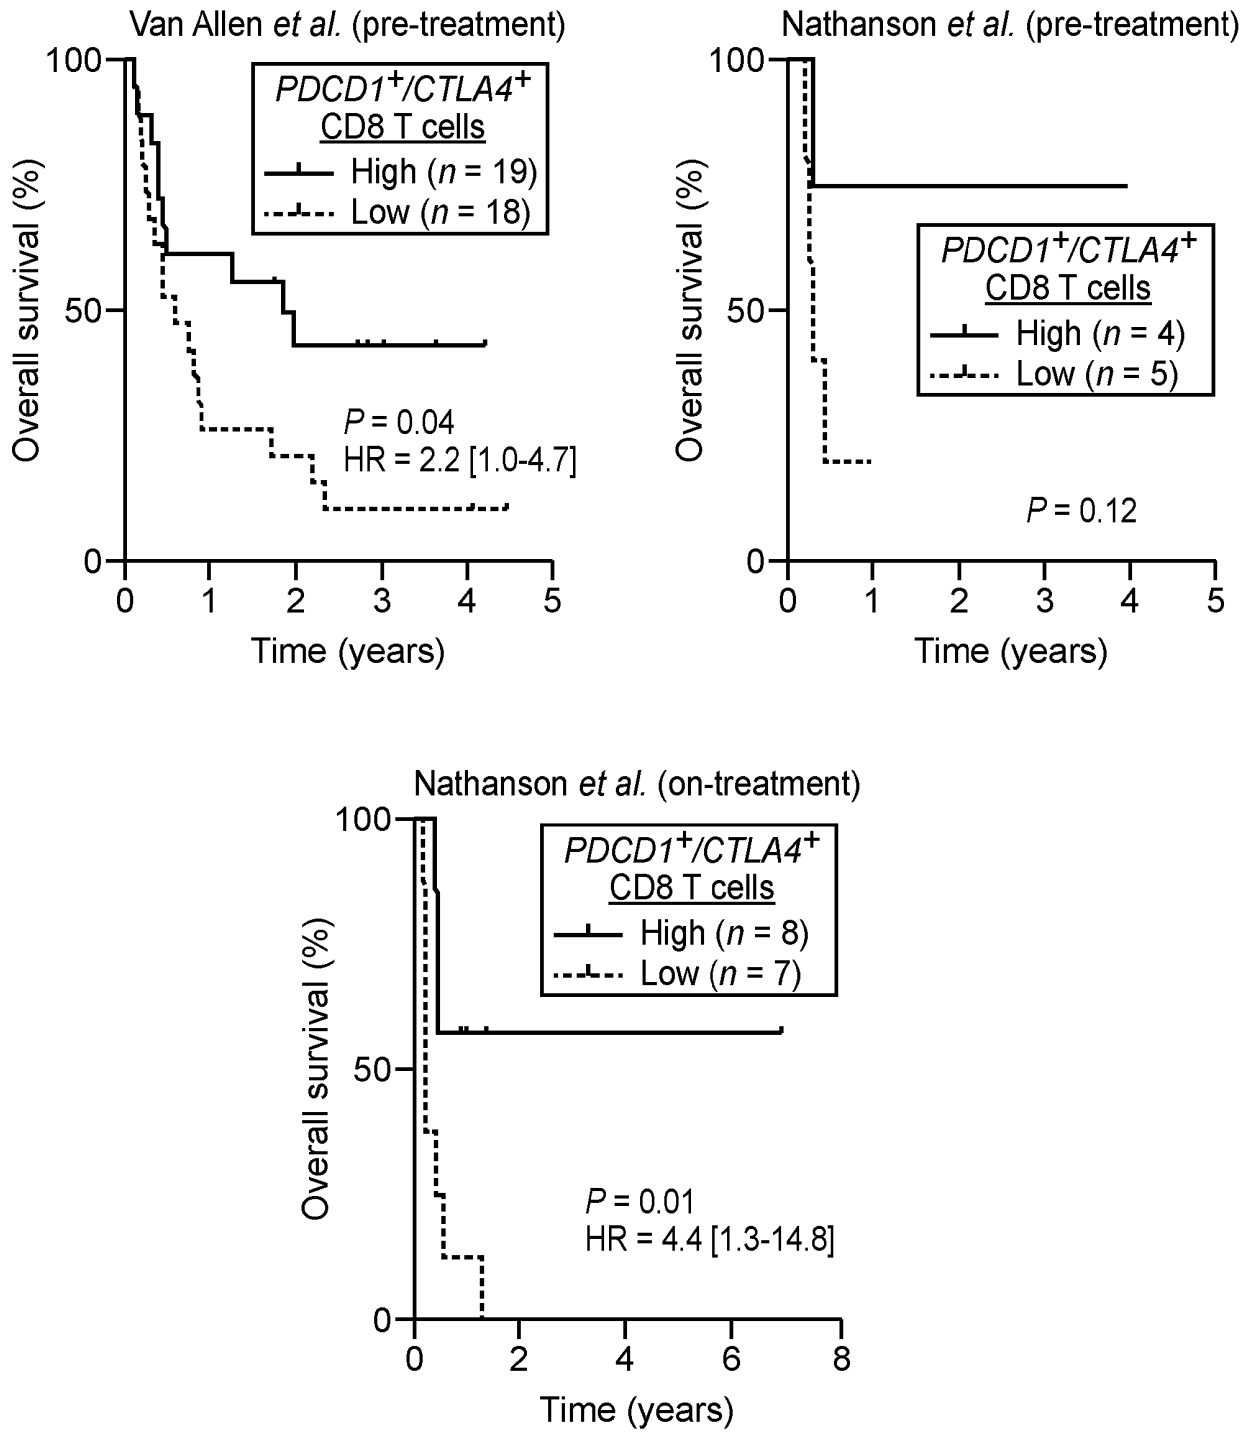 Van Allen et al. (pre-treatment)
100
50
0
Overall survival (%)
PDCD1+/CTLA4+
CD8 T cells
High (n = 19)
Low (n = 18)
P = 0.04
HR = 2.2 [1.0-4.7]
0 1 2 3 4 5
Time (years)
Nathanson et al. (pre-treatment)
100
50
0
Overall survival (%)
PDCD1+/CTLA4+
CD8 T cells
High (n = 4)
Low (n = 5)
P = 0.12
0 1 2 3 4 5
Time (years)
Nathanson et al. (on-treatment)
100
50
0
Overall survival (%)
PDCD1+/CTLA4+
CD8 T cells
High (n = 8)
Low (n = 7)
P = 0.01
HR = 4.4 [1.3-14.8]
0 2 4 6 8
Time (years)